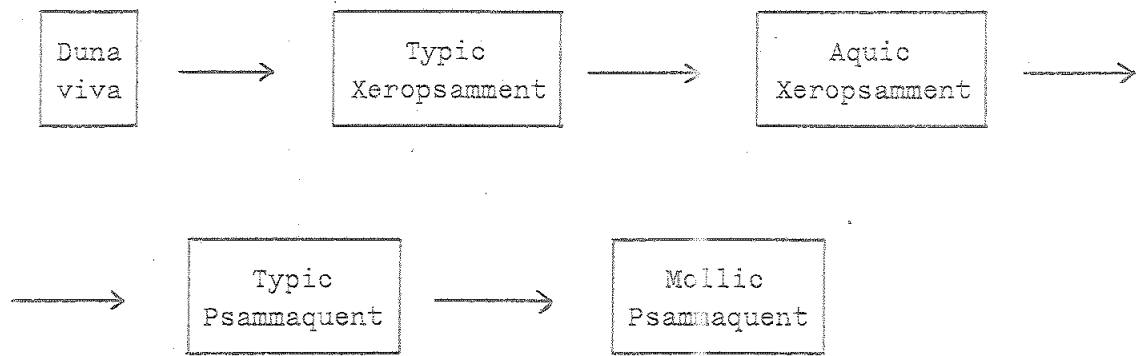 Duna
viva
Typic
Xeropsamment
Aquic
Xeropsamment
Typic
Psammaquent
Mollic
Psammaquent